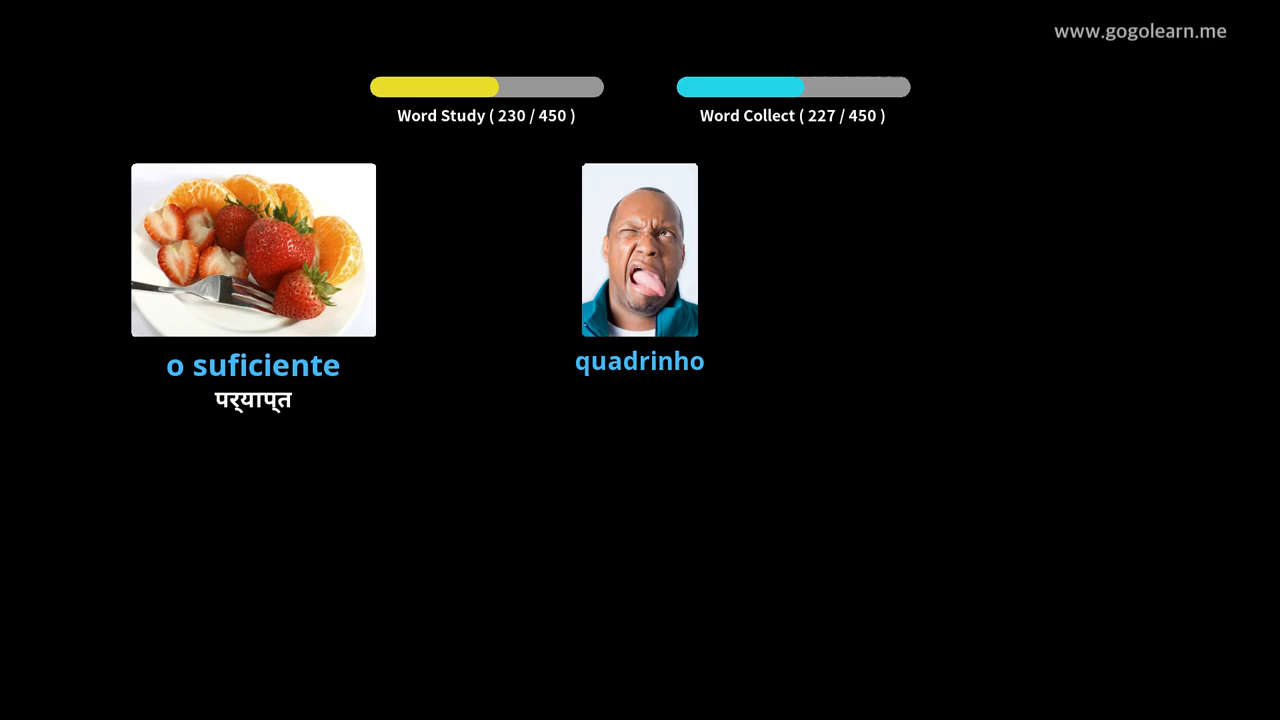 www.gogolearn.me
Word Study ( 230 / 450 )
Word Collect ( 227 / 450 )
o suficiente
पर्याप्त
quadrinho